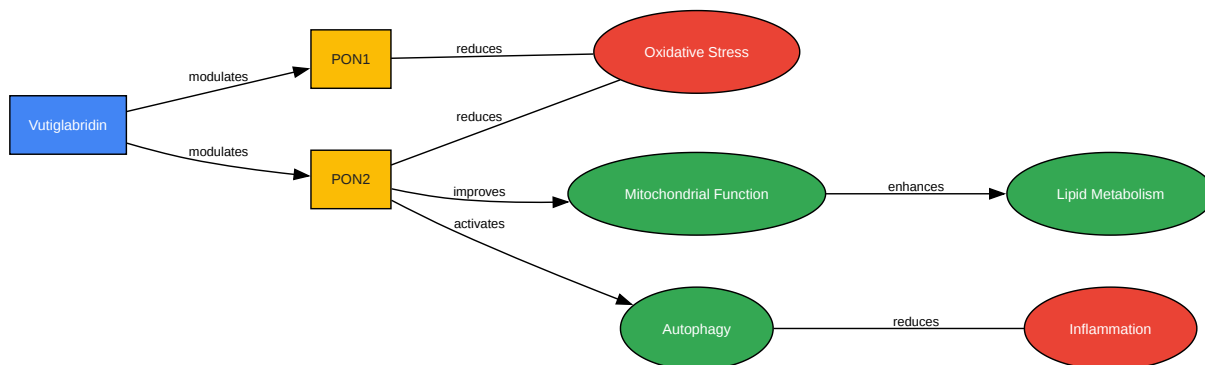 PON1
reduces
Oxidative Stress
modulates
Vutiglabridin
reduces
modulates
PON2
improves
Mitochondrial Function
enhances
Lipid Metabolism
activates
Autophagy
reduces
Inflammation